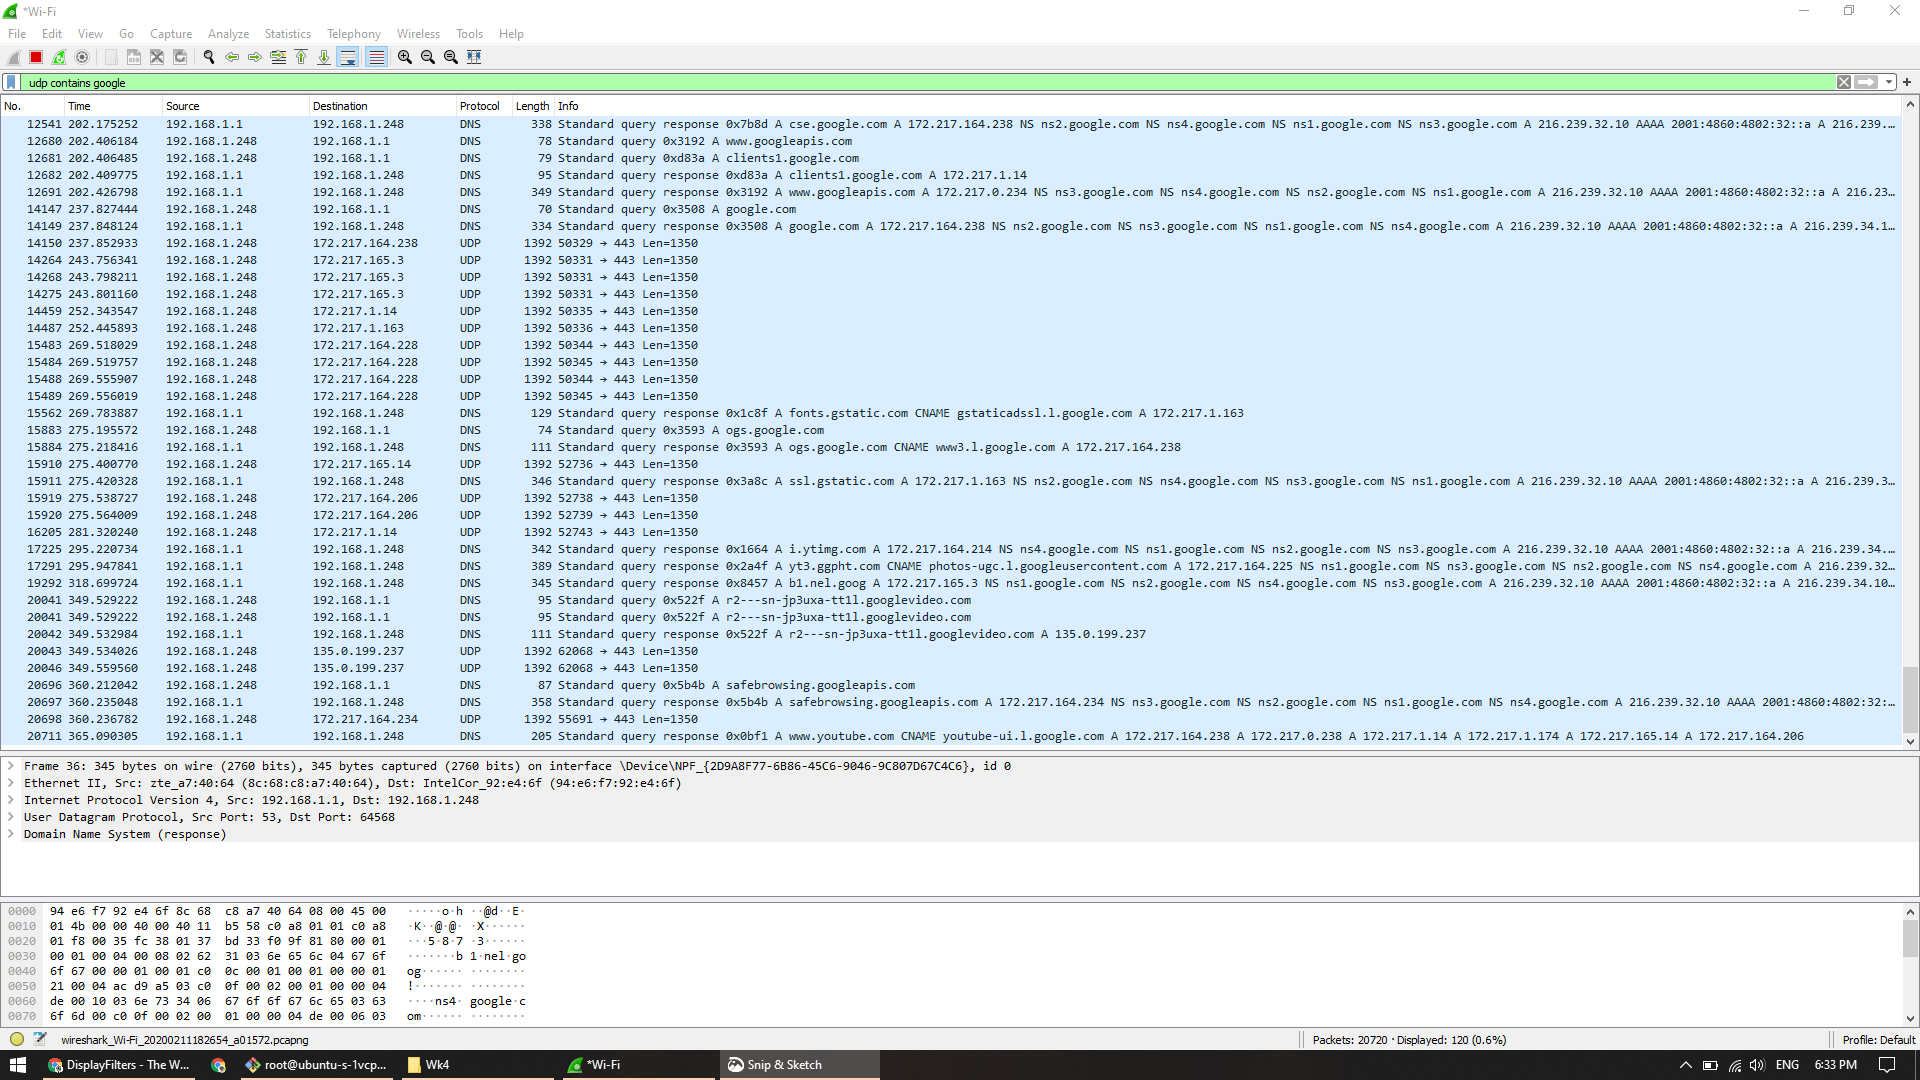 *Wi-Fi
File Edit View Go Capture Analyze Statistics Telephony Wireless Tools Help
udp contains google
No. Time Source Destination Protocol Length Info
12541 202.175252 192.168.1.1 192.168.1.248 DNS 338 Standard query response 0x7b8d A cse.google.com A 172.217.164.238 NS ns2.google.com NS ns4.google.com NS ns1.google.com NS ns3.google.com A 216.239.32.10 AAAA 2001:4860:4802:32::a A 216.239.…
12680 202.406184 192.168.1.248 192.168.1.1 DNS 78 Standard query 0x3192 A www.googleapis.com
12681 202.406485 192.168.1.248 192.168.1.1 DNS 79 Standard query 0xd83a A clients1.google.com
12682 202.409775 192.168.1.1 192.168.1.248 DNS 95 Standard query response 0xd83a A clients1.google.com A 172.217.1.14
12691 202.426798 192.168.1.1 192.168.1.248 DNS 349 Standard query response 0x3192 A www.googleapis.com A 172.217.0.234 NS ns3.google.com NS ns4.google.com NS ns2.google.com NS ns1.google.com A 216.239.32.10 AAAA 2001:4860:4802:32::a A 216.23…
14147 237.827444 192.168.1.248 192.168.1.1 DNS 70 Standard query 0x3508 A google.com
14149 237.848124 192.168.1.1 192.168.1.248 DNS 334 Standard query response 0x3508 A google.com A 172.217.164.238 NS ns2.google.com NS ns3.google.com NS ns1.google.com NS ns4.google.com A 216.239.32.10 AAAA 2001:4860:4802:32::a A 216.239.34.1…
14150 237.852933 192.168.1.248 172.217.164.238 UDP 1392 50329 → 443 Len=1350
14264 243.756341 192.168.1.248 172.217.165.3 UDP 1392 50331 → 443 Len=1350
14268 243.798211 192.168.1.248 172.217.165.3 UDP 1392 50331 → 443 Len=1350
14275 243.801160 192.168.1.248 172.217.165.3 UDP 1392 50331 → 443 Len=1350
14459 252.343547 192.168.1.248 172.217.1.14 UDP 1392 50335 → 443 Len=1350
14487 252.445893 192.168.1.248 172.217.1.163 UDP 1392 50336 → 443 Len=1350
15483 269.518029 192.168.1.248 172.217.164.228 UDP 1392 50344 → 443 Len=1350
15484 269.519757 192.168.1.248 172.217.164.228 UDP 1392 50345 → 443 Len=1350
15488 269.555907 192.168.1.248 172.217.164.228 UDP 1392 50344 → 443 Len=1350
15489 269.556019 192.168.1.248 172.217.164.228 UDP 1392 50345 → 443 Len=1350
15562 269.783887 192.168.1.1 192.168.1.248 DNS 129 Standard query response 0x1c8f A fonts.gstatic.com CNAME gstaticadssl.l.google.com A 172.217.1.163
15883 275.195572 192.168.1.248 192.168.1.1 DNS 74 Standard query 0x3593 A ogs.google.com
15884 275.218416 192.168.1.1 192.168.1.248 DNS 111 Standard query response 0x3593 A ogs.google.com CNAME www3.l.google.com A 172.217.164.238
15910 275.400770 192.168.1.248 172.217.165.14 UDP 1392 52736 → 443 Len=1350
15911 275.420328 192.168.1.1 192.168.1.248 DNS 346 Standard query response 0x3a8c A ssl.gstatic.com A 172.217.1.163 NS ns2.google.com NS ns4.google.com NS ns3.google.com NS ns1.google.com A 216.239.32.10 AAAA 2001:4860:4802:32::a A 216.239.3…
15919 275.538727 192.168.1.248 172.217.164.206 UDP 1392 52738 → 443 Len=1350
15920 275.564009 192.168.1.248 172.217.164.206 UDP 1392 52739 → 443 Len=1350
16205 281.320240 192.168.1.248 172.217.1.14 UDP 1392 52743 → 443 Len=1350
17225 295.220734 192.168.1.1 192.168.1.248 DNS 342 Standard query response 0x1664 A i.ytimg.com A 172.217.164.214 NS ns4.google.com NS ns1.google.com NS ns2.google.com NS ns3.google.com A 216.239.32.10 AAAA 2001:4860:4802:32::a A 216.239.34.…
17291 295.947841 192.168.1.1 192.168.1.248 DNS 389 Standard query response 0x2a4f A yt3.ggpht.com CNAME photos-ugc.l.googleusercontent.com A 172.217.164.225 NS ns1.google.com NS ns3.google.com NS ns2.google.com NS ns4.google.com A 216.239.32…
19292 318.699724 192.168.1.1 192.168.1.248 DNS 345 Standard query response 0x8457 A b1.nel.goog A 172.217.165.3 NS ns1.google.com NS ns2.google.com NS ns4.google.com NS ns3.google.com A 216.239.32.10 AAAA 2001:4860:4802:32::a A 216.239.34.10…
20041 349.529222 192.168.1.248 192.168.1.1 DNS 95 Standard query 0x522f A r2---sn-jp3uxa-tt1l.googlevideo.com
20041 349.529222 192.168.1.248 192.168.1.1 DNS 95 Standard query 0x522f A r2---sn-jp3uxa-tt1l.googlevideo.com
20042 349.532984 192.168.1.1 192.168.1.248 DNS 111 Standard query response 0x522f A r2---sn-jp3uxa-tt1l.googlevideo.com A 135.0.199.237
20043 349.534026 192.168.1.248 135.0.199.237 UDP 1392 62068 → 443 Len=1350
20046 349.559560 192.168.1.248 135.0.199.237 UDP 1392 62068 → 443 Len=1350
20696 360.212042 192.168.1.248 192.168.1.1 DNS 87 Standard query 0x5b4b A safebrowsing.googleapis.com
20697 360.235048 192.168.1.1 192.168.1.248 DNS 358 Standard query response 0x5b4b A safebrowsing.googleapis.com A 172.217.164.234 NS ns3.google.com NS ns2.google.com NS ns1.google.com NS ns4.google.com A 216.239.32.10 AAAA 2001:4860:4802:32:…
20698 360.236782 192.168.1.248 172.217.164.234 UDP 1392 55691 → 443 Len=1350
20711 365.090305 192.168.1.1 192.168.1.248 DNS 205 Standard query response 0x0bf1 A www.youtube.com CNAME youtube-ui.l.google.com A 172.217.164.238 A 172.217.0.238 A 172.217.1.14 A 172.217.1.174 A 172.217.165.14 A 172.217.164.206
Frame 36: 345 bytes on wire (2760 bits), 345 bytes captured (2760 bits) on interface \Device\NPF_{2D9A8F77-6B86-45C6-9046-9C807D67C4C6}, id 0
Ethernet II, Src: zte_a7:40:64 (8c:68:c8:a7:40:64), Dst: IntelCor_92:e4:6f (94:e6:f7:92:e4:6f)
Internet Protocol Version 4, Src: 192.168.1.1, Dst: 192.168.1.248
User Datagram Protocol, Src Port: 53, Dst Port: 64568
Domain Name System (response)
0000 94 e6 f7 92 e4 6f 8c 68 c8 a7 40 64 08 00 45 00 ·····o·h ··@d··E·
0010 01 4b 00 00 40 00 40 11 b5 58 c0 a8 01 01 c0 a8 ·K··@·@· ·X······
0020 01 f8 00 35 fc 38 01 37 bd 33 f0 9f 81 80 00 01 ···5·8·7 ·3······
0030 00 01 00 04 00 08 02 62 31 03 6e 65 6c 04 67 6f ·······b 1·nel·go
0040 6f 67 00 00 01 00 01 c0 0c 00 01 00 01 00 00 01 og······ ········
0050 21 00 04 ac d9 a5 03 c0 0f 00 02 00 01 00 00 04 !······· ········
0060 de 00 10 03 6e 73 34 06 67 6f 6f 67 6c 65 03 63 ····ns4· google·c
0070 6f 6d 00 c0 0f 00 02 00 01 00 00 04 de 00 06 03 om······ ········
wireshark_Wi-Fi_20200211182654_a01572.pcapng Packets: 20720 · Displayed: 120 (0.6%) Profile: Default
DisplayFilters - The W... root@ubuntu-s-1vcp... Wk4 *Wi-Fi Snip & Sketch ENG 6:33 PM